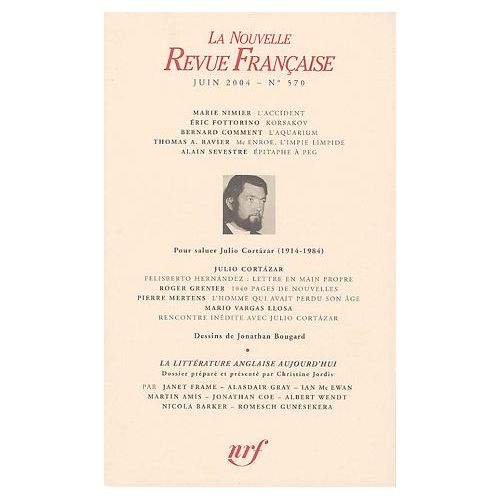 LA NOUVELLE
REVUE FRANÇAISE
JUIN 2004 – N° 570
MARIE NIMIER L'ACCIDENT
ÉRIC FOTTORINO KORSAKOV
BERNARD COMMENT L'AQUARIUM
THOMAS A. RAVIER Mc ENROE, L'IMPIE LIMPIDE
ALAIN SEVESTRE ÉPITAPHE À PEG
Pour saluer Julio Cortázar (1914-1984)
JULIO CORTÁZAR
FELISBERTO HERNÁNDEZ : LETTRE EN MAIN PROPRE
ROGER GRENIER 1040 PAGES DE NOUVELLES
PIERRE MERTENS L'HOMME QUI AVAIT PERDU SON ÂGE
MARIO VARGAS LLOSA
RENCONTRE INÉDITE AVEC JULIO CORTÁZAR
Dessins de Jonathan Bougard
LA LITTÉRATURE ANGLAISE AUJOURD'HUI
Dossier préparé et présenté par Christine Jordis
PAR JANET FRAME – ALASDAIR GRAY – IAN Mc EWAN
MARTIN AMIS – JONATHAN COE – ALBERT WENDT
NICOLA BARKER – ROMESCH GUNESEKERA
nrf